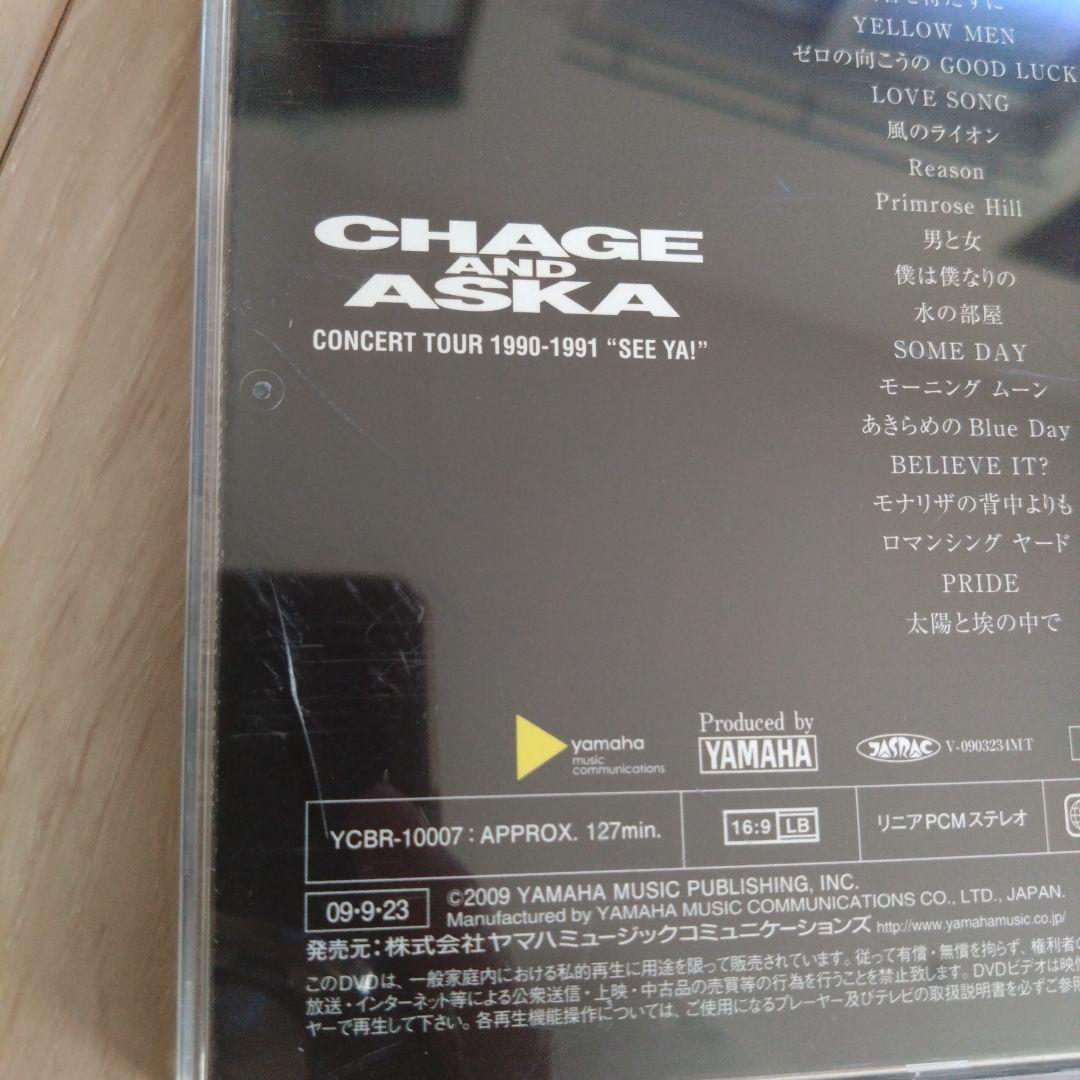 を待たずに
YELLOW MEN
ゼロの向こうの GOOD LUCK
LOVE SONG
風のライオン
Reason
Primrose Hill
男と女
僕は僕なりの
水の部屋
SOME DAY
モーニング ムーン
あきらめの Blue Day
BELIEVE IT?
モナリザの背中よりも
ロマンシング ヤード
PRIDE
太陽と埃の中で
CHAGE
AND
ASKA
CONCERT TOUR 1990-1991 “SEE YA!”
yamaha
music
communications
Produced by
YAMAHA
JASRAC
V-0903234MT
YCBR-10007 : APPROX. 127min.
16:9 LB
リニアPCMステレオ
09・9・23
©2009 YAMAHA MUSIC PUBLISHING, INC.
Manufactured by YAMAHA MUSIC COMMUNICATIONS CO., LTD., JAPAN.
発売元：株式会社ヤマハミュージックコミュニケーションズ http://www.yamahamusic.co.jp/
このDVDは、一般家庭内における私的再生に用途を限って販売されています。従って有償・無償を拘らず、権利者の
放送・インターネット等による公衆送信・上映・中古品の売買等の行為を行うことを禁止致します。DVDビデオは映像
ヤーで再生して下さい。各再生機能操作については、ご使用になるプレーヤー及びテレビの取扱説明書を必ずご参照